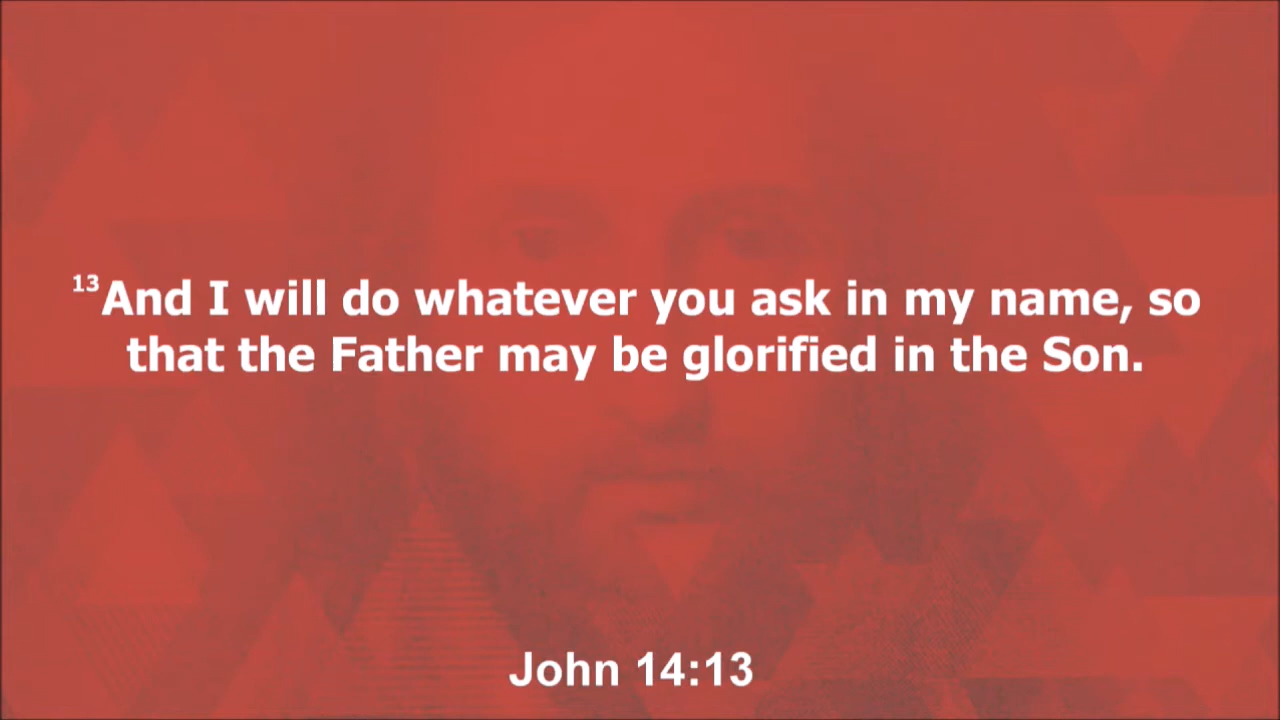 13And I will do whatever you ask in my name, so
that the Father may be glorified in the Son.
John 14:13